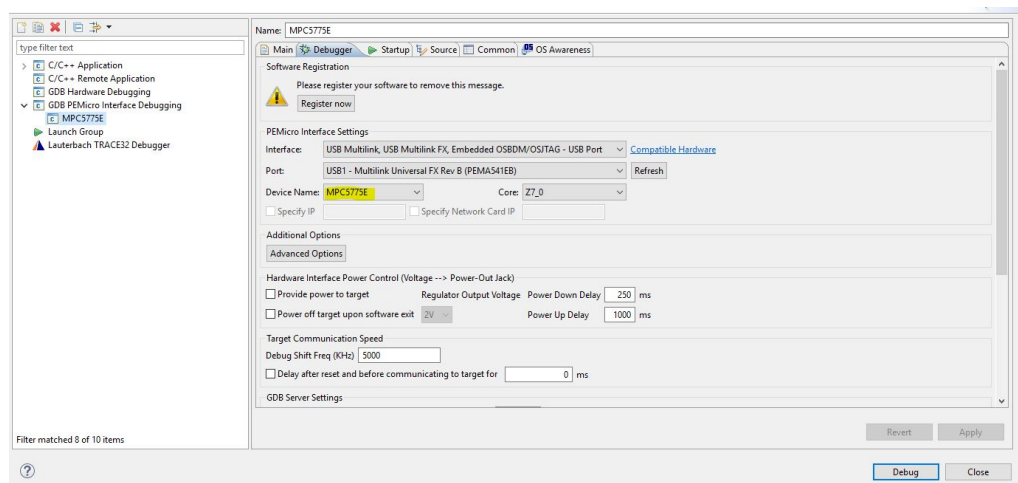 type filter text
C/C++ Application
C/C++ Remote Application
GDB Hardware Debugging
GDB PEMicro Interface Debugging
MPC5775E
Launch Group
Lauterbach TRACE32 Debugger
Filter matched 8 of 10 items
Name: MPC5775E
Main Debugger Startup Source Common OS Awareness
Software Registration
Please register your software to remove this message.
Register now
PEMicro Interface Settings
Interface: USB Multilink, USB Multilink FX, Embedded OSBDM/OSJTAG - USB Port Compatible Hardware
Port: USB1 - Multilink Universal FX Rev B (PEMA541EB) Refresh
Device Name: MPC5775E Core: Z7_0
Specify IP Specify Network Card IP
Additional Options
Advanced Options
Hardware Interface Power Control (Voltage --> Power-Out Jack)
Provide power to target Regulator Output Voltage Power Down Delay 250 ms
Power off target upon software exit 2V Power Up Delay 1000 ms
Target Communication Speed
Debug Shift Freq (KHz) 5000
Delay after reset and before communicating to target for 0 ms
GDB Server Settings
Revert Apply
Debug Close